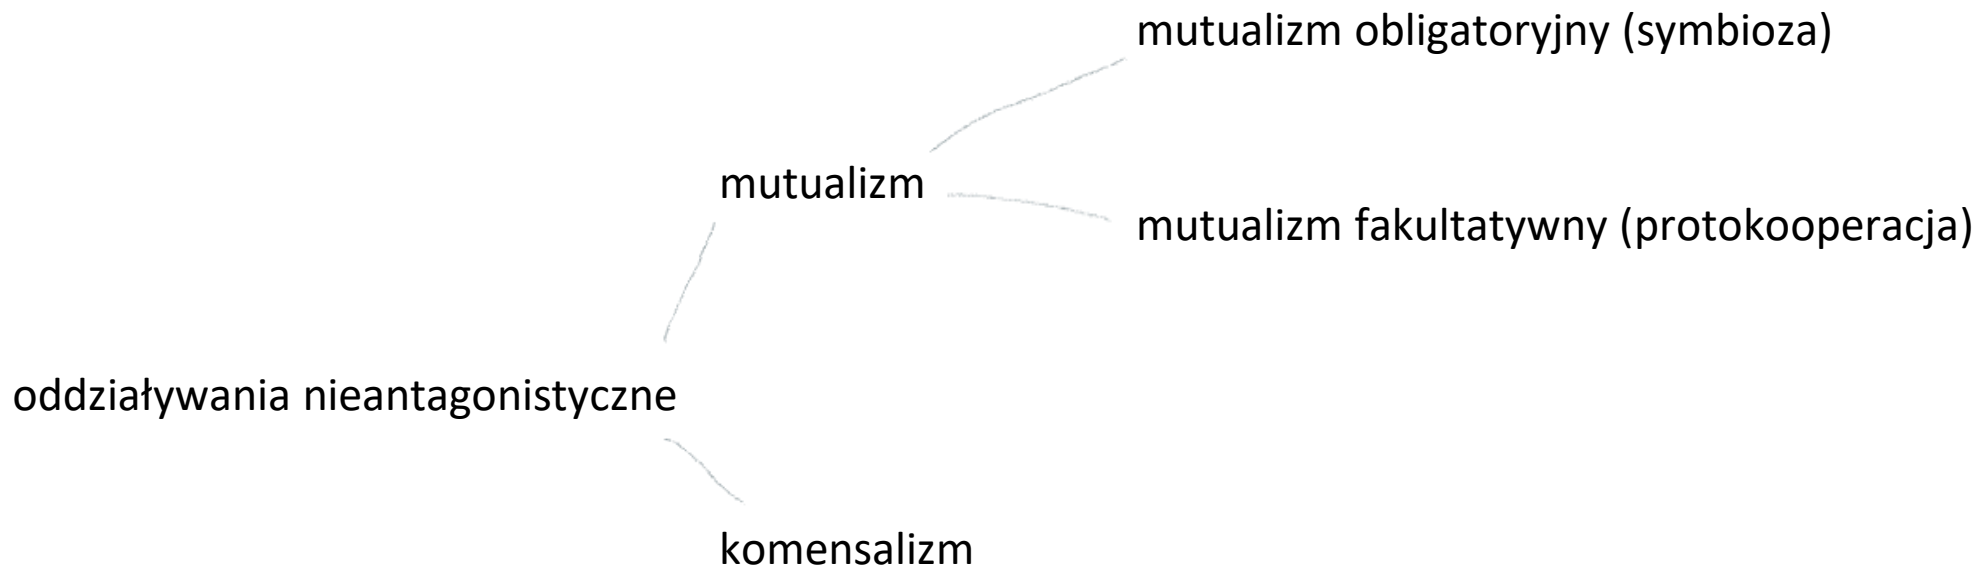 mutualizm obligatoryjny (symbioza)
mutualizm
mutualizm fakultatywny (protokooperacja)
oddziaływania nieantagonistyczne
komensalizm